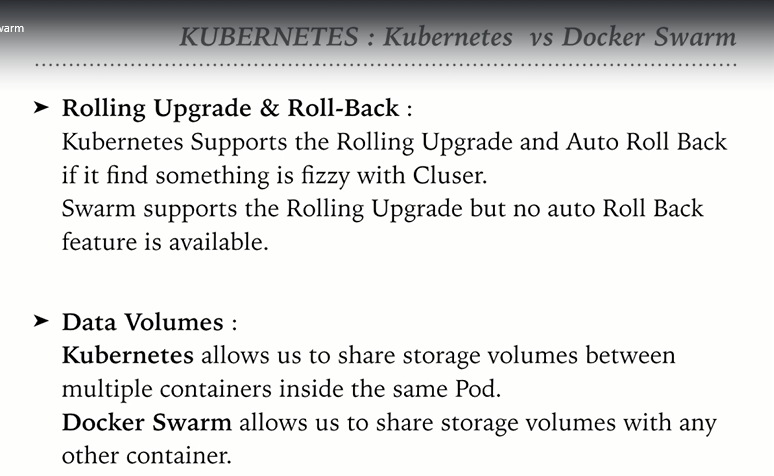 warm
KUBERNETES : Kubernetes vs Docker Swarm
➤ Rolling Upgrade & Roll-Back :
Kubernetes Supports the Rolling Upgrade and Auto Roll Back
if it find something is fizzy with Cluser.
Swarm supports the Rolling Upgrade but no auto Roll Back
feature is available.
➤ Data Volumes :
Kubernetes allows us to share storage volumes between
multiple containers inside the same Pod.
Docker Swarm allows us to share storage volumes with any
other container.